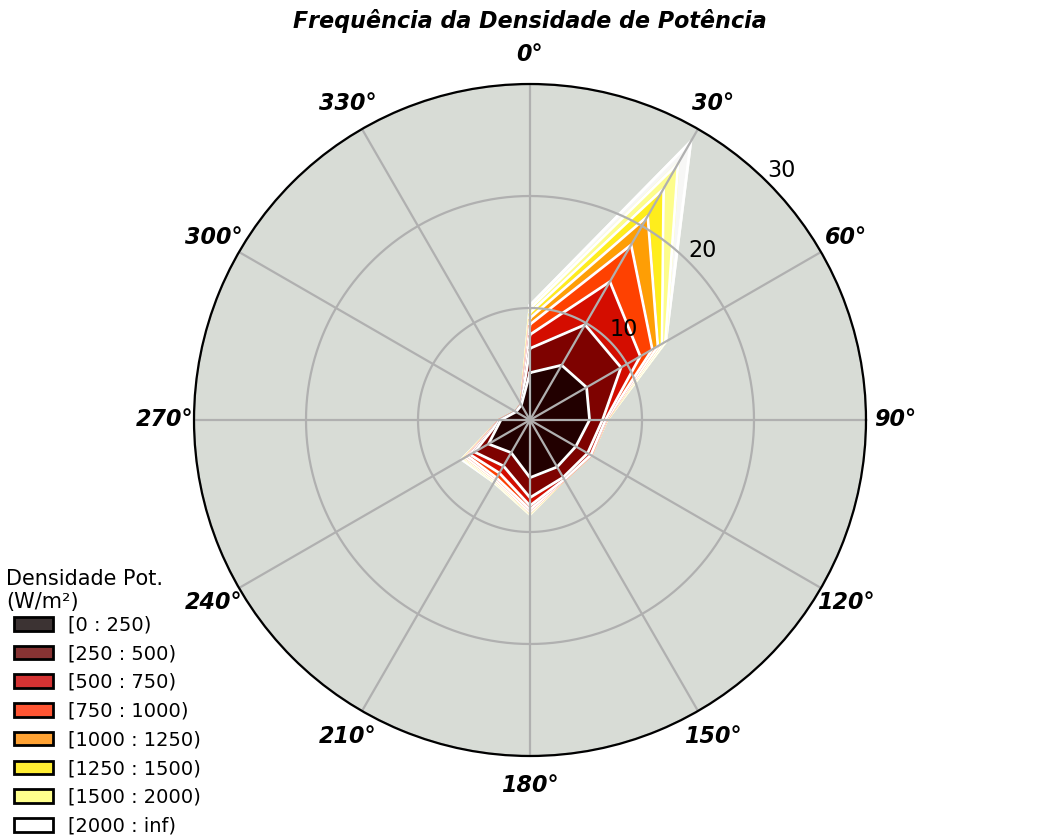 Frequência da Densidade de Potência
0°
330°
30°
30
300°
60°
20
10
270°
90°
240°
120°
210°
150°
180°
Densidade Pot.
(W/m²)
[0 : 250)
[250 : 500)
[500 : 750)
[750 : 1000)
[1000 : 1250)
[1250 : 1500)
[1500 : 2000)
[2000 : inf)